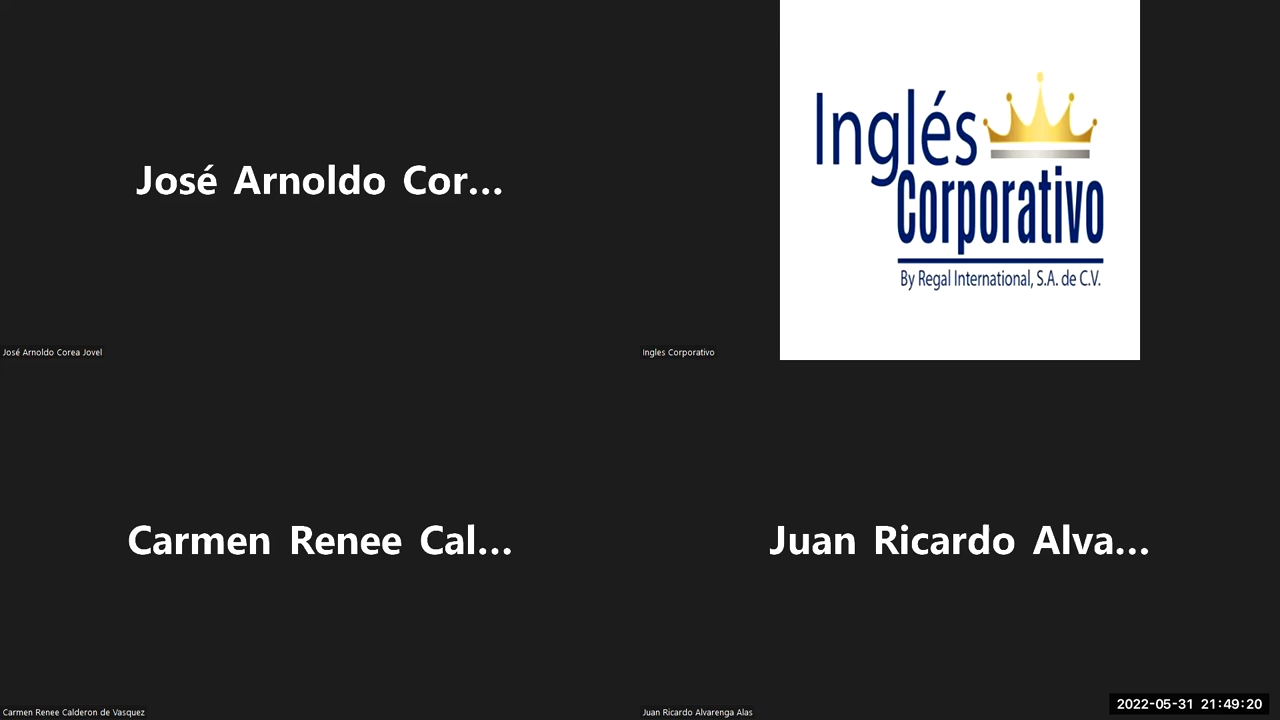 José Arnoldo Cor...
Inglés
Corporativo
By Regal International, S.A. de C.V.
José Arnoldo Corea Jovel
Ingles Corporativo
Carmen Renee Cal...
Juan Ricardo Alva...
Carmen Renee Calderon de Vasquez
Juan Ricardo Alvarenga Alas
2022-05-31 21:49:20